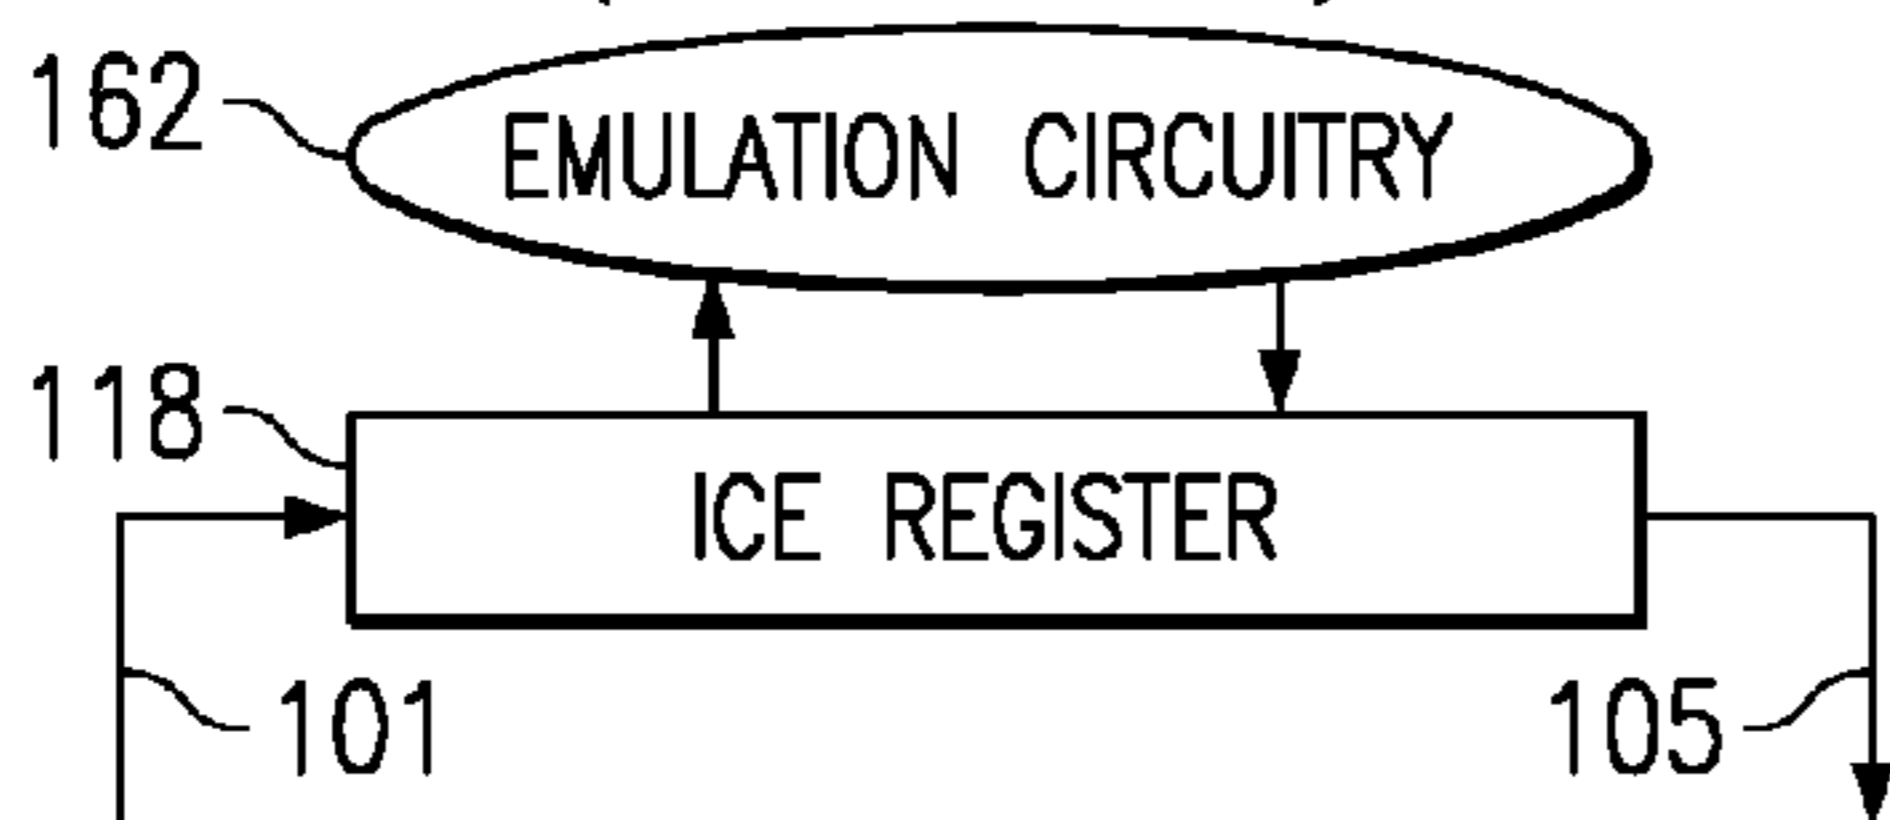 162
EMULATION CIRCUITRY
118
ICE REGISTER
101
105